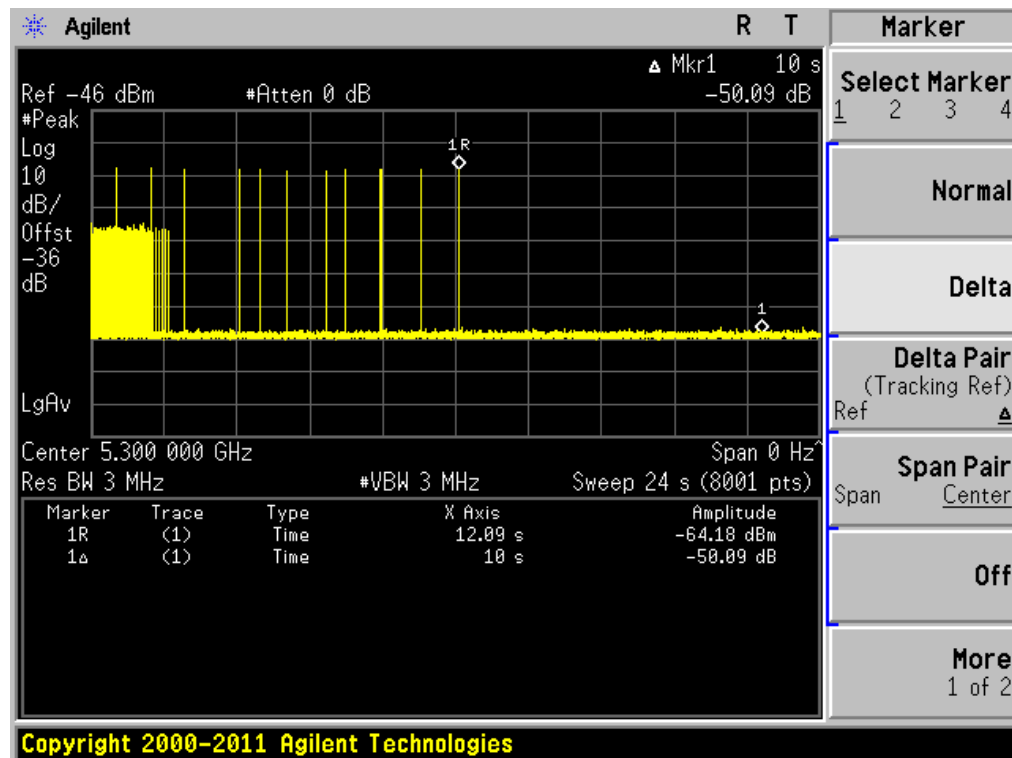 Agilent R T
Δ Mkr1 10 s
Ref -46 dBm #Atten 0 dB -50.09 dB
#Peak
Log
10
dB/
Offst
-36
dB
1R
1
LgAv
Center 5.300 000 GHz Span 0 Hz^
Res BW 3 MHz #VBW 3 MHz Sweep 24 s (8001 pts)
Marker Trace Type X Axis Amplitude
1R (1) Time 12.09 s -64.18 dBm
1Δ (1) Time 10 s -50.09 dB
Marker
Select Marker
1 2 3 4
Normal
Delta
Delta Pair
(Tracking Ref)
Ref Δ
Span Pair
Span Center
Off
More
1 of 2
Copyright 2000-2011 Agilent Technologies